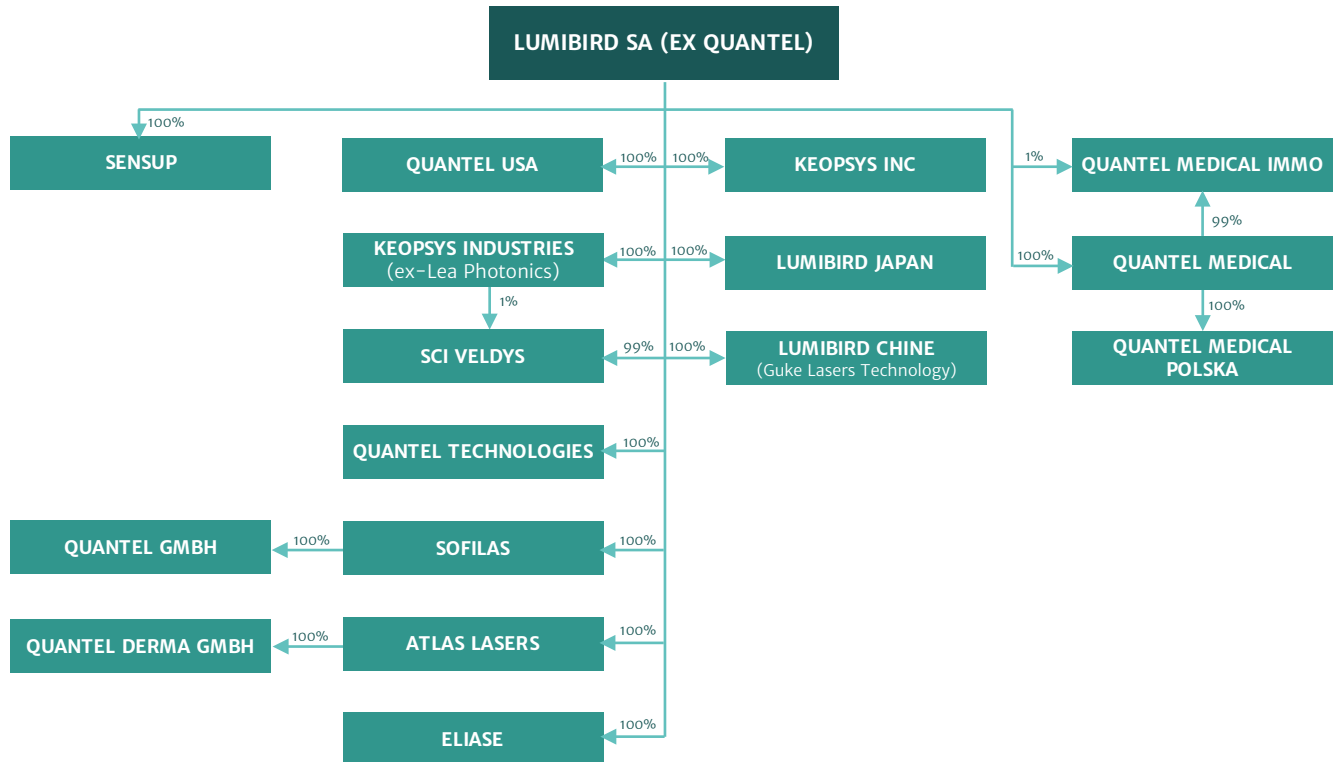 LUMIBIRD SA (EX QUANTEL)
100%
SENSUP
QUANTEL USA
100%
100%
KEOPSYS INC
1%
QUANTEL MEDICAL IMMO
99%
KEOPSYS INDUSTRIES
(ex-Lea Photonics)
100%
100%
LUMIBIRD JAPAN
100%
QUANTEL MEDICAL
1%
100%
SCI VELDYS
99%
100%
LUMIBIRD CHINE
(Guke Lasers Technology)
QUANTEL MEDICAL
POLSKA
QUANTEL TECHNOLOGIES
100%
QUANTEL GMBH
100%
SOFILAS
100%
QUANTEL DERMA GMBH
100%
ATLAS LASERS
100%
ELIASE
100%